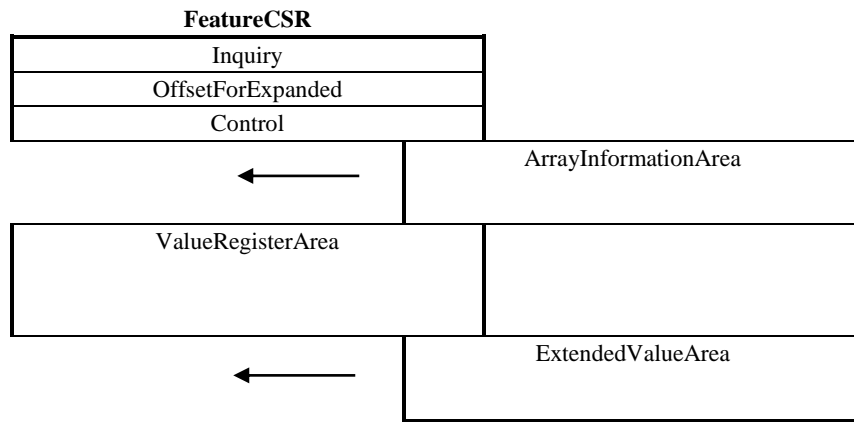 FeatureCSR
Inquiry
OffsetForExpanded
Control
ArrayInformationArea
ValueRegisterArea
ExtendedValueArea